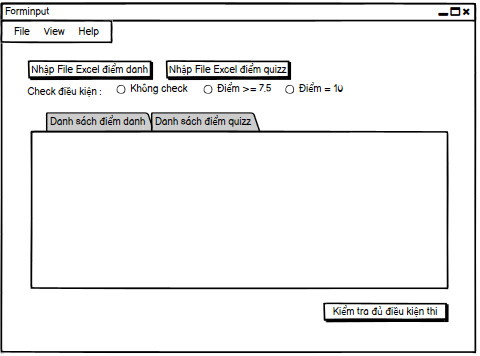 Forminput
File View Help
Nhập File Excel điểm danh Nhập File Excel điểm quizz
Check điều kiện : Không check Điểm >= 7.5 Điểm = 10
Danh sách điểm danh Danh sách điểm quizz
Kiểm tra đủ điều kiện thi